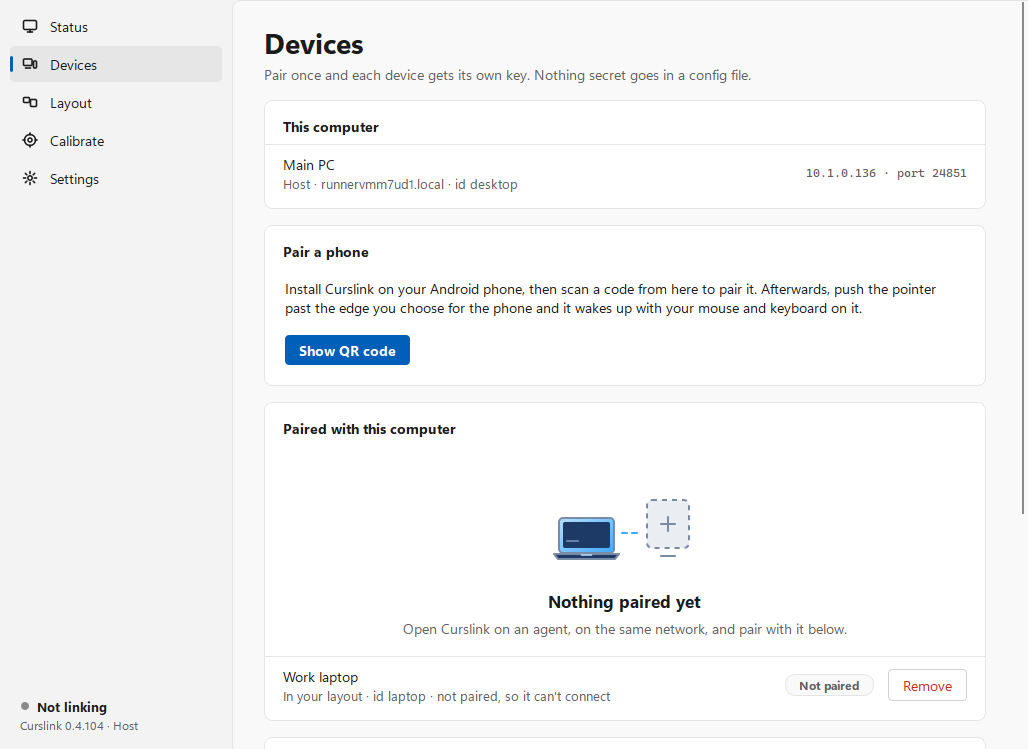 Status
Devices
Layout
Calibrate
Settings
Not linking
Curslink 0.4.104 · Host
Devices
Pair once and each device gets its own key. Nothing secret goes in a config file.
This computer
Main PC
Host · runnervmm7ud1.local · id desktop
10.1.0.136 · port 24851
Pair a phone
Install Curslink on your Android phone, then scan a code from here to pair it. Afterwards, push the pointer
past the edge you choose for the phone and it wakes up with your mouse and keyboard on it.
Show QR code
Paired with this computer
Nothing paired yet
Open Curslink on an agent, on the same network, and pair with it below.
Work laptop
In your layout · id laptop · not paired, so it can't connect
Not paired
Remove